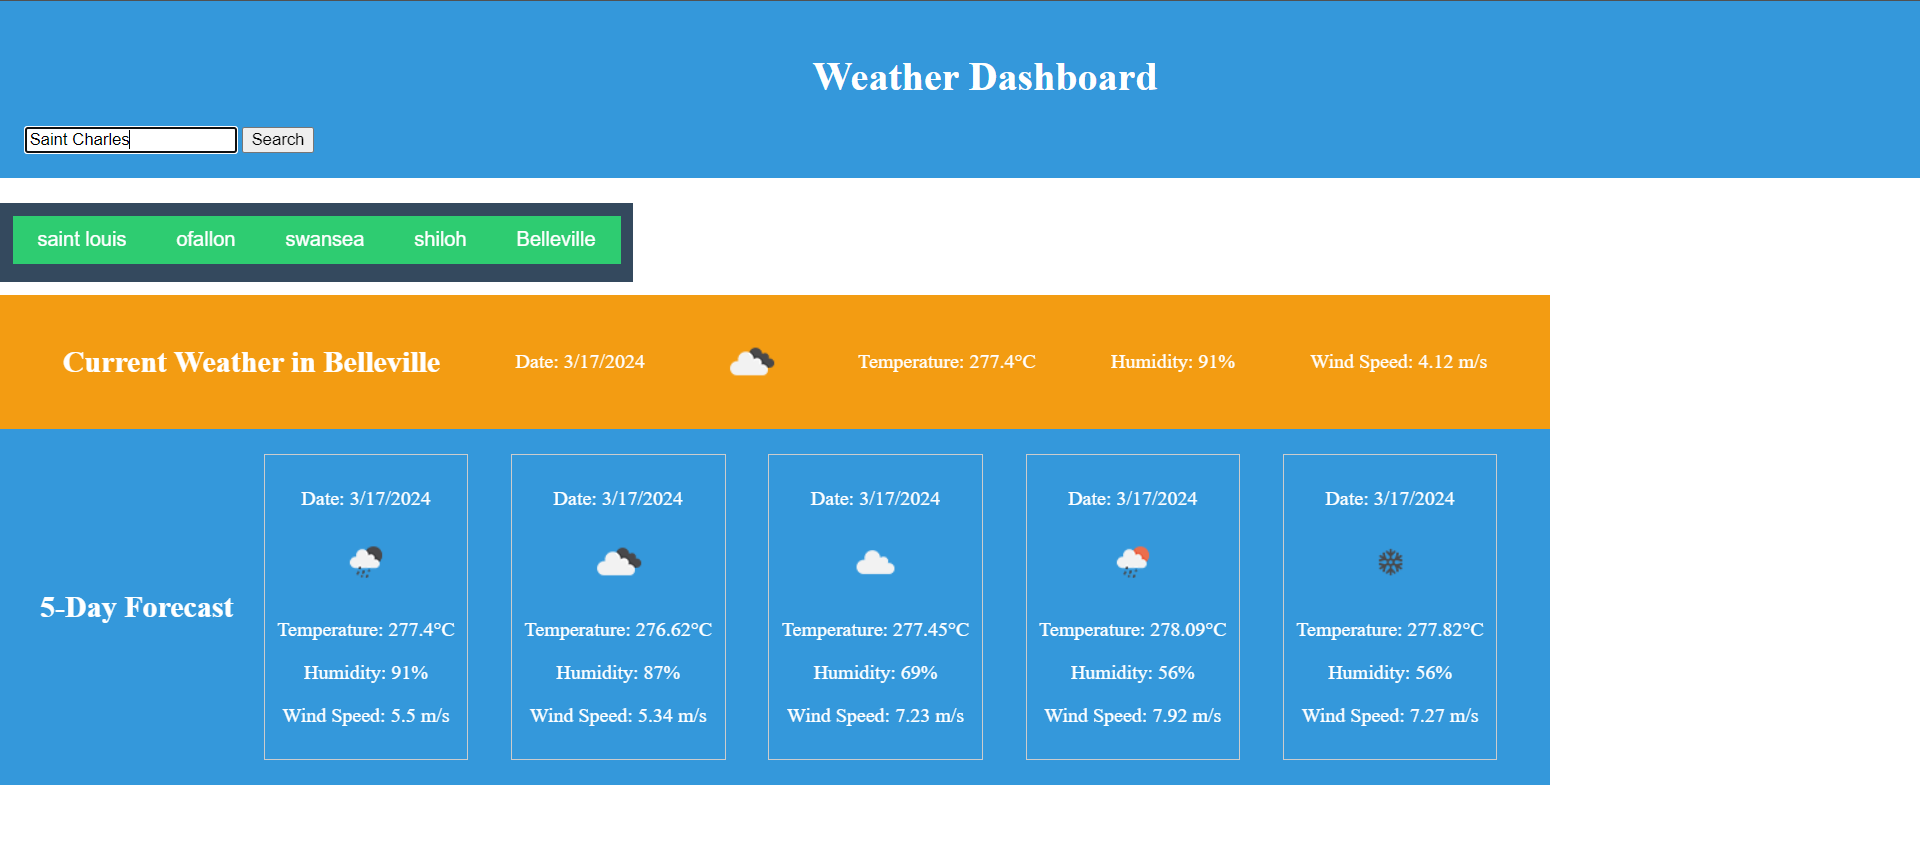 Weather Dashboard
Saint Charles Search
saint louis ofallon swansea shiloh Belleville
Current Weather in Belleville Date: 3/17/2024 Temperature: 277.4°C Humidity: 91% Wind Speed: 4.12 m/s
5-Day Forecast
Date: 3/17/2024
Temperature: 277.4°C
Humidity: 91%
Wind Speed: 5.5 m/s
Date: 3/17/2024
Temperature: 276.62°C
Humidity: 87%
Wind Speed: 5.34 m/s
Date: 3/17/2024
Temperature: 277.45°C
Humidity: 69%
Wind Speed: 7.23 m/s
Date: 3/17/2024
Temperature: 278.09°C
Humidity: 56%
Wind Speed: 7.92 m/s
Date: 3/17/2024
Temperature: 277.82°C
Humidity: 56%
Wind Speed: 7.27 m/s